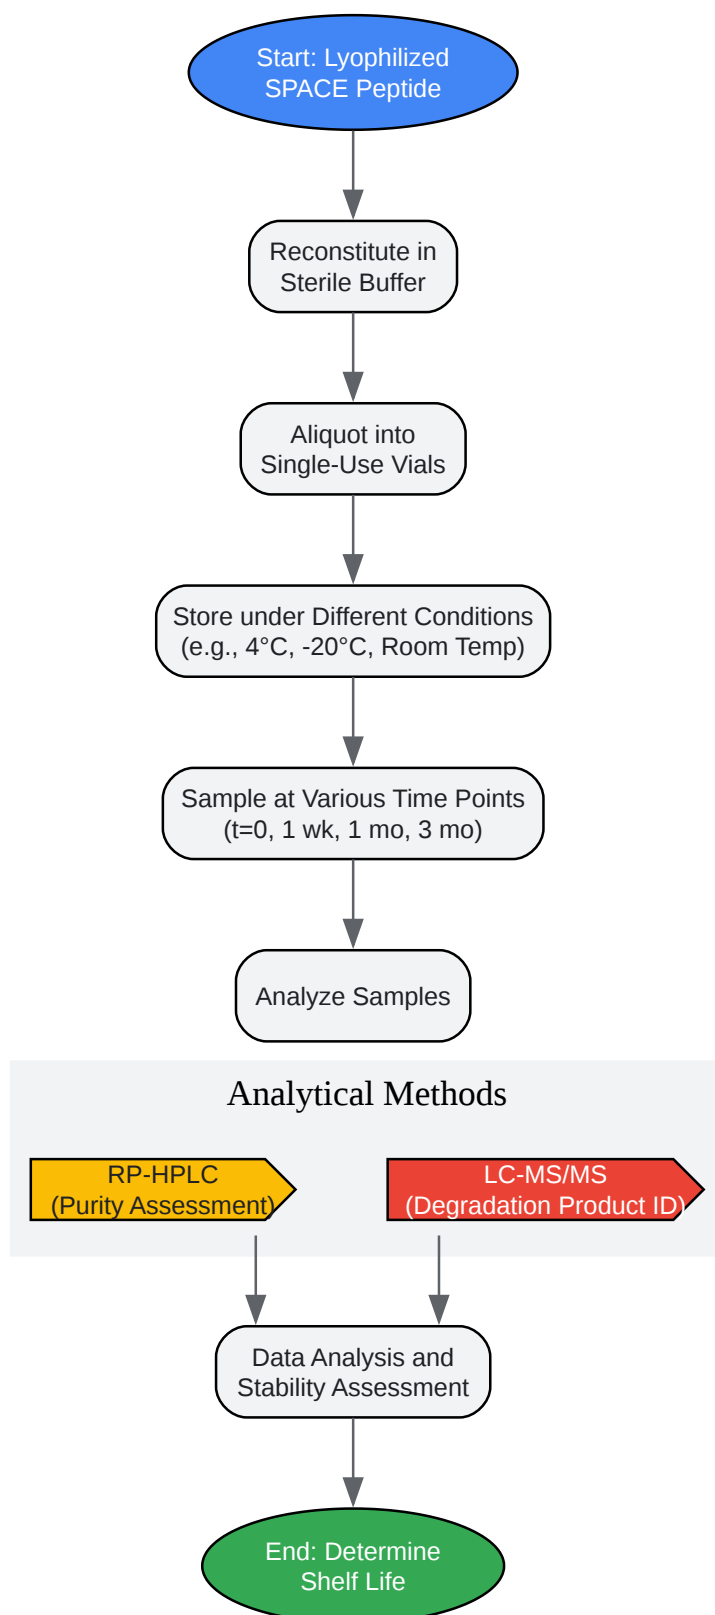 Start: Lyophilized
SPACE Peptide
Reconstitute in
Sterile Buffer
Aliquot into
Single-Use Vials
Store under Different Conditions
(e.g., 4°C, -20°C, Room Temp)
Sample at Various Time Points
(t=0, 1 wk, 1 mo, 3 mo)
Analyze Samples
Analytical Methods
RP-HPLC
(Purity Assessment)
LC-MS/MS
(Degradation Product ID)
Data Analysis and
Stability Assessment
End: Determine
Shelf Life